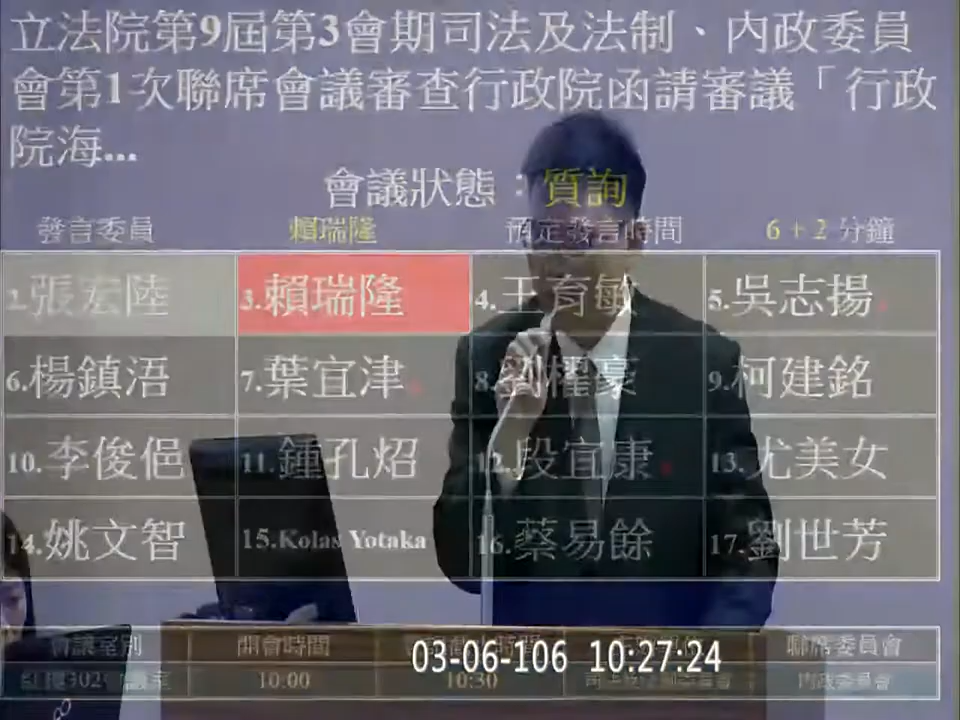 立法院第9屆第3會期司法及法制、內政委員
會第1次聯席會議審查行政院函請審議「行政
院海...
會議狀態：質詢
發言委員 賴瑞隆 預定發言時間 6+2 分鐘
2.張宏陸 3.賴瑞隆 4.王育敏 5.吳志揚
6.楊鎮浯 7.葉宜津 8.劉櫂豪 9.柯建銘
10.李俊俋 11.鍾孔炤 12.段宜康 13.尤美女
14.姚文智 15.Kolas Yotaka 16.蔡易餘 17.劉世芳
會議室別 開會時間 聯席委員會
10:00 10:30 內政委員會
03-06-106 10:27:24